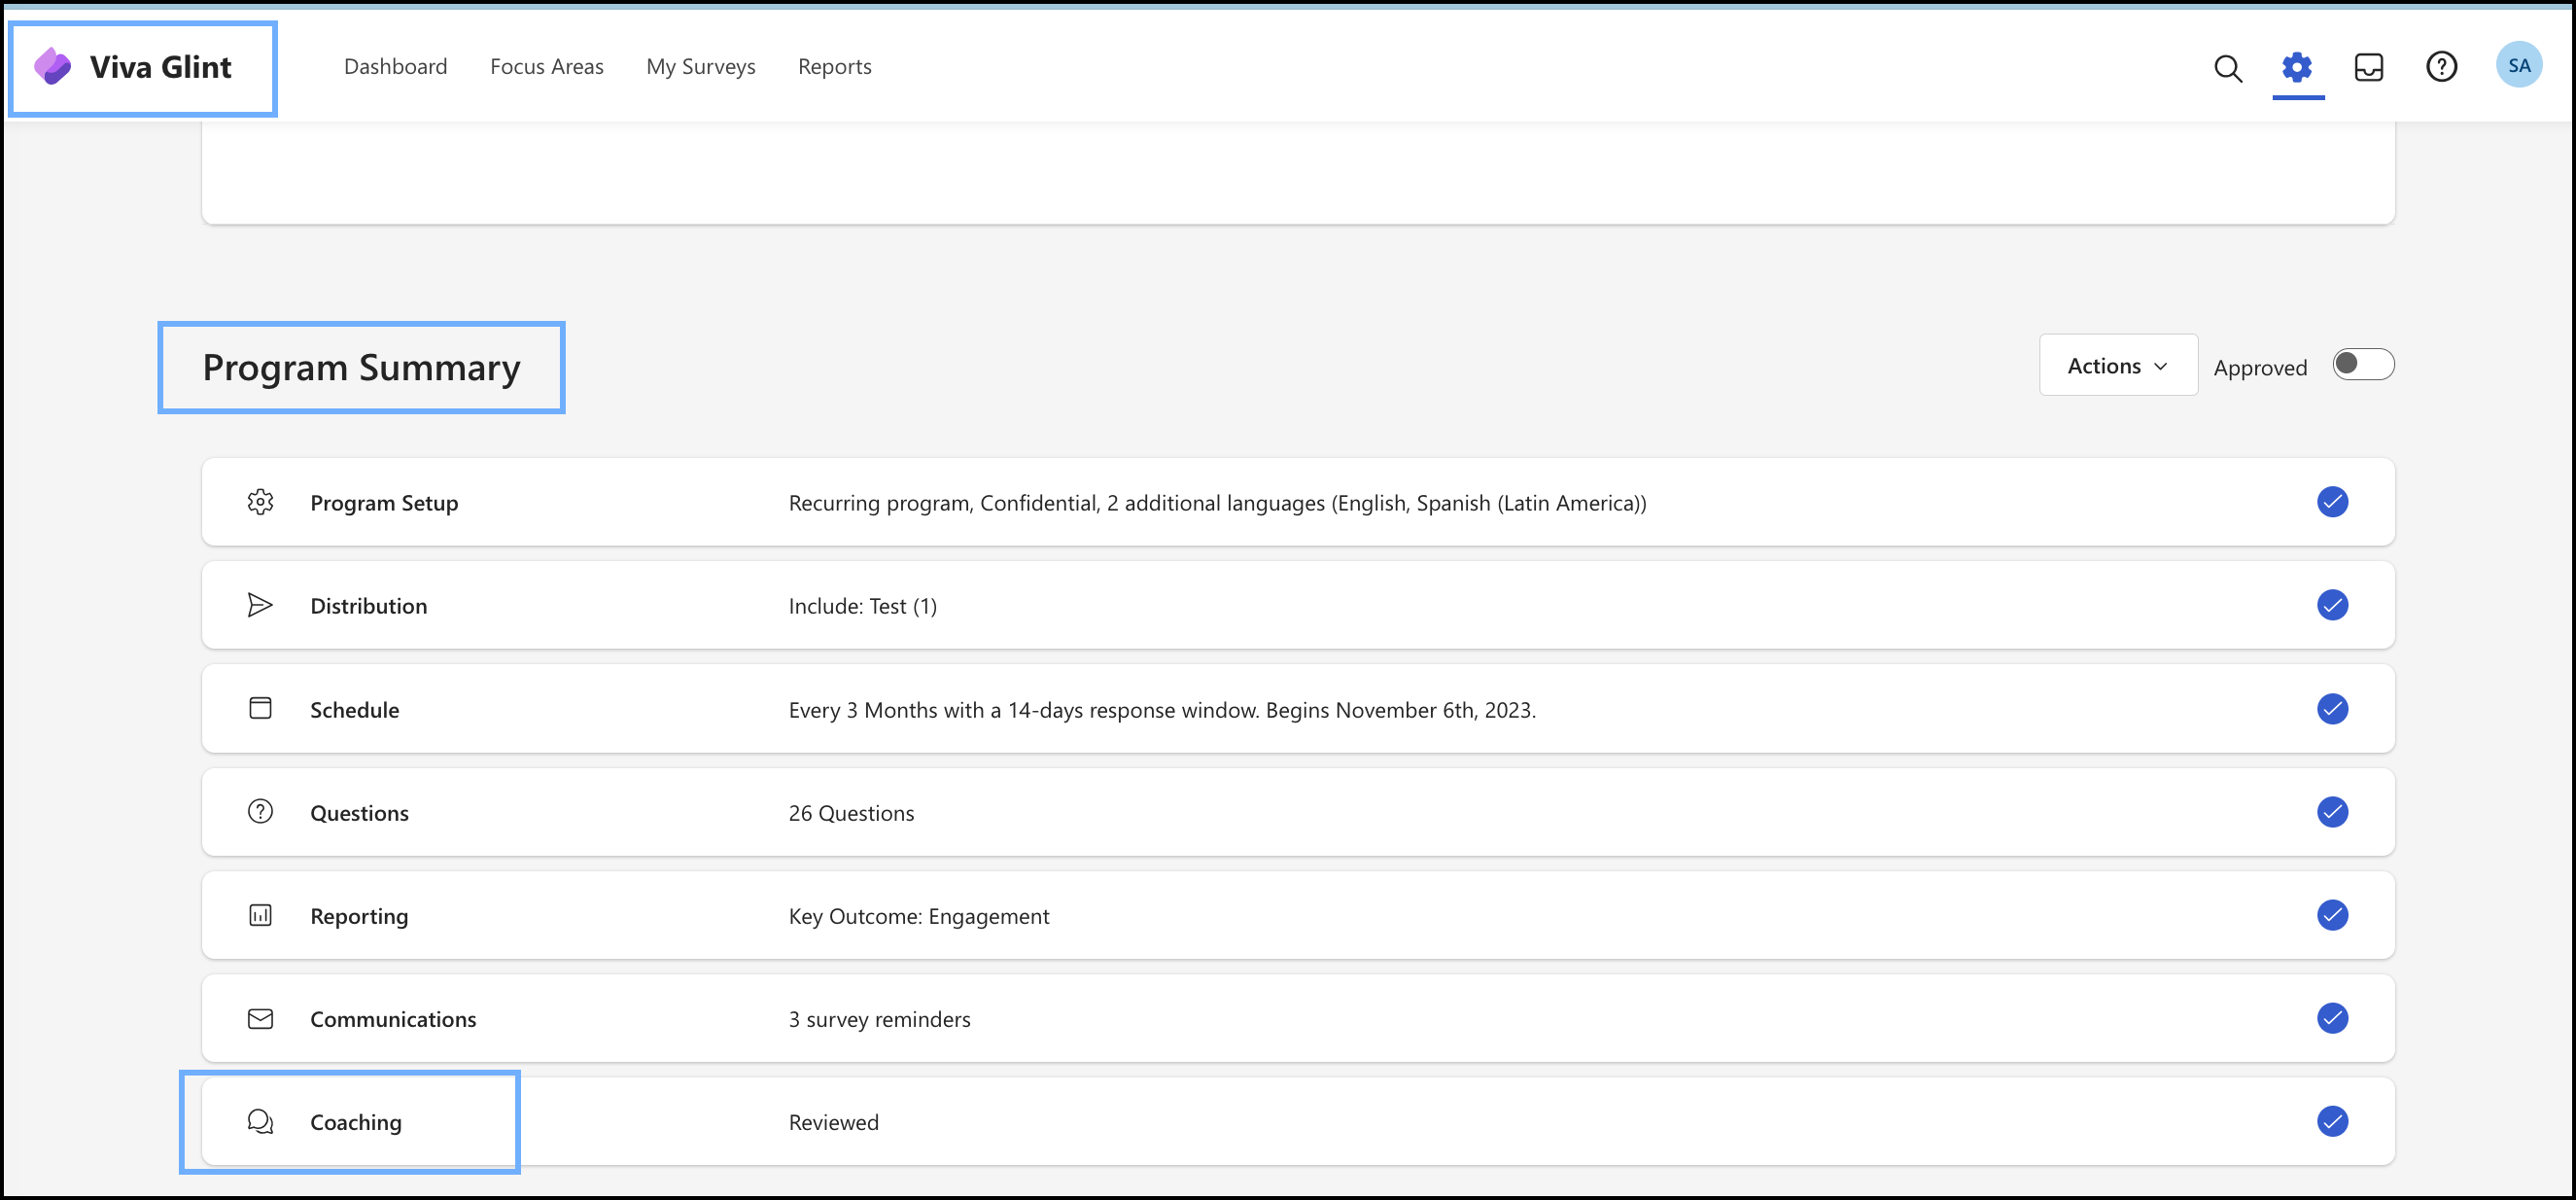 Viva Glint Dashboard Focus Areas My Surveys Reports SA
Program Summary Actions Approved
Program Setup Recurring program, Confidential, 2 additional languages (English, Spanish (Latin America))
Distribution Include: Test (1)
Schedule Every 3 Months with a 14-days response window. Begins November 6th, 2023.
Questions 26 Questions
Reporting Key Outcome: Engagement
Communications 3 survey reminders
Coaching Reviewed